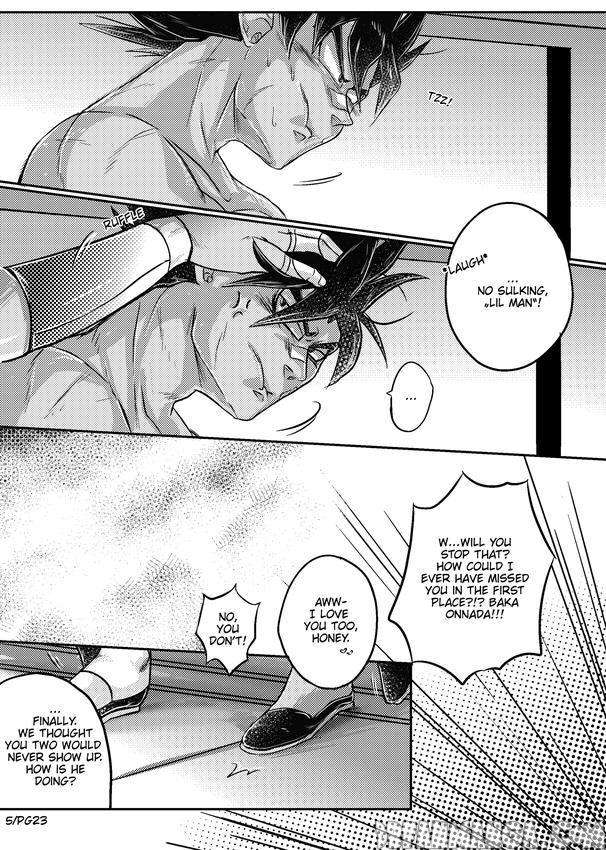 TZZ!
RUFFLE
*LAUGH*
...
NO SULKING,
„LIL MAN“!
...
W...WILL YOU
STOP THAT?
HOW COULD I
EVER HAVE MISSED
YOU IN THE FIRST
PLACE?!? BAKA
ONNADA!!!
AWW-
I LOVE
YOU TOO,
HONEY.
NO,
YOU
DON'T!
...
FINALLY.
WE THOUGHT
YOU TWO WOULD
NEVER SHOW UP.
HOW IS HE
DOING?
5/PG23